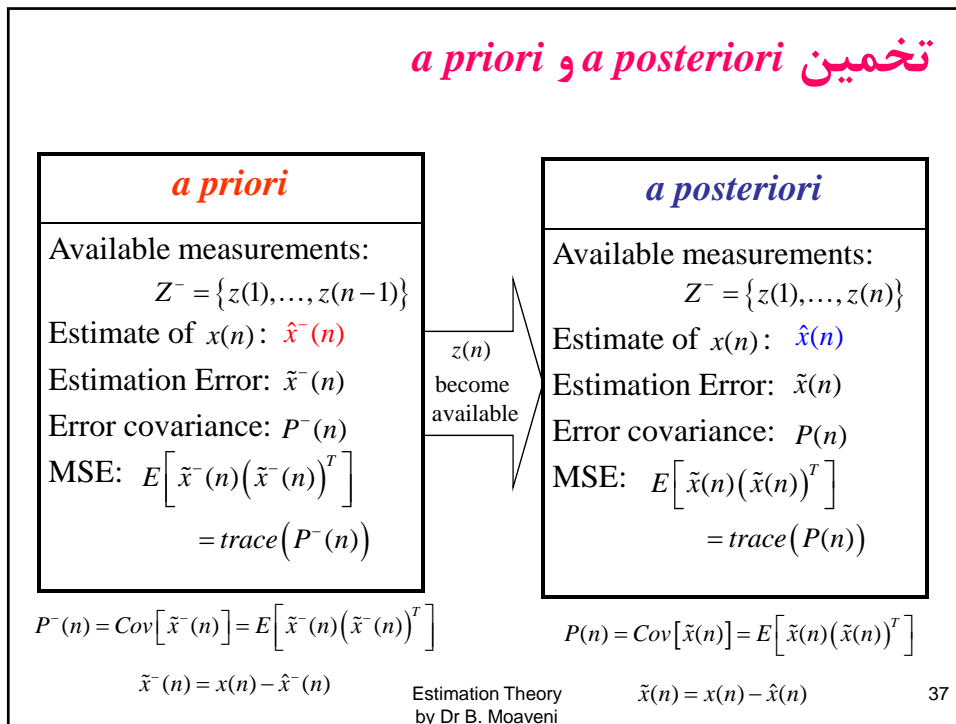 تخمین a posteriori و a priori
a priori
Available measurements:
Z⁻ = {z(1),…,z(n−1)}
Estimate of x(n): x̂⁻(n)
Estimation Error: x̃⁻(n)
Error covariance: P⁻(n)
MSE: E[x̃⁻(n)(x̃⁻(n))ᵀ]
= trace(P⁻(n))
z(n)
become
available
a posteriori
Available measurements:
Z⁻ = {z(1),…,z(n)}
Estimate of x(n): x̂(n)
Estimation Error: x̃(n)
Error covariance: P(n)
MSE: E[x̃(n)(x̃(n))ᵀ]
= trace(P(n))
P⁻(n) = Cov[x̃⁻(n)] = E[x̃⁻(n)(x̃⁻(n))ᵀ]
x̃⁻(n) = x(n) − x̂⁻(n)
P(n) = Cov[x̃(n)] = E[x̃(n)(x̃(n))ᵀ]
x̃(n) = x(n) − x̂(n)
Estimation Theory
by Dr B. Moaveni
37